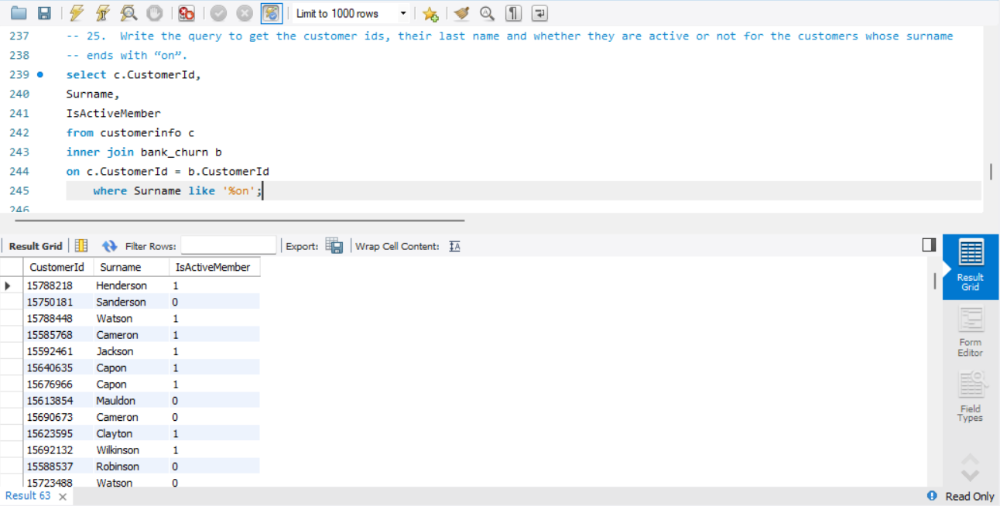 Limit to 1000 rows
237 -- 25. Write the query to get the customer ids, their last name and whether they are active or not for the customers whose surname
238 -- ends with “on”.
239 select c.CustomerId,
240 Surname,
241 IsActiveMember
242 from customerinfo c
243 inner join bank_churn b
244 on c.CustomerId = b.CustomerId
245 where Surname like '%on';
246
Result Grid Filter Rows: Export: Wrap Cell Content: IA
CustomerId Surname IsActiveMember
15788218 Henderson 1
15750181 Sanderson 0
15788448 Watson 1
15585768 Cameron 1
15592461 Jackson 1
15640635 Capon 1
15676966 Capon 1
15613854 Mauldon 0
15690673 Cameron 0
15623595 Clayton 1
15692132 Wilkinson 1
15588537 Robinson 0
15723488 Watson 0
Result
Grid
Form
Editor
Field
Types
Result 63
Read Only